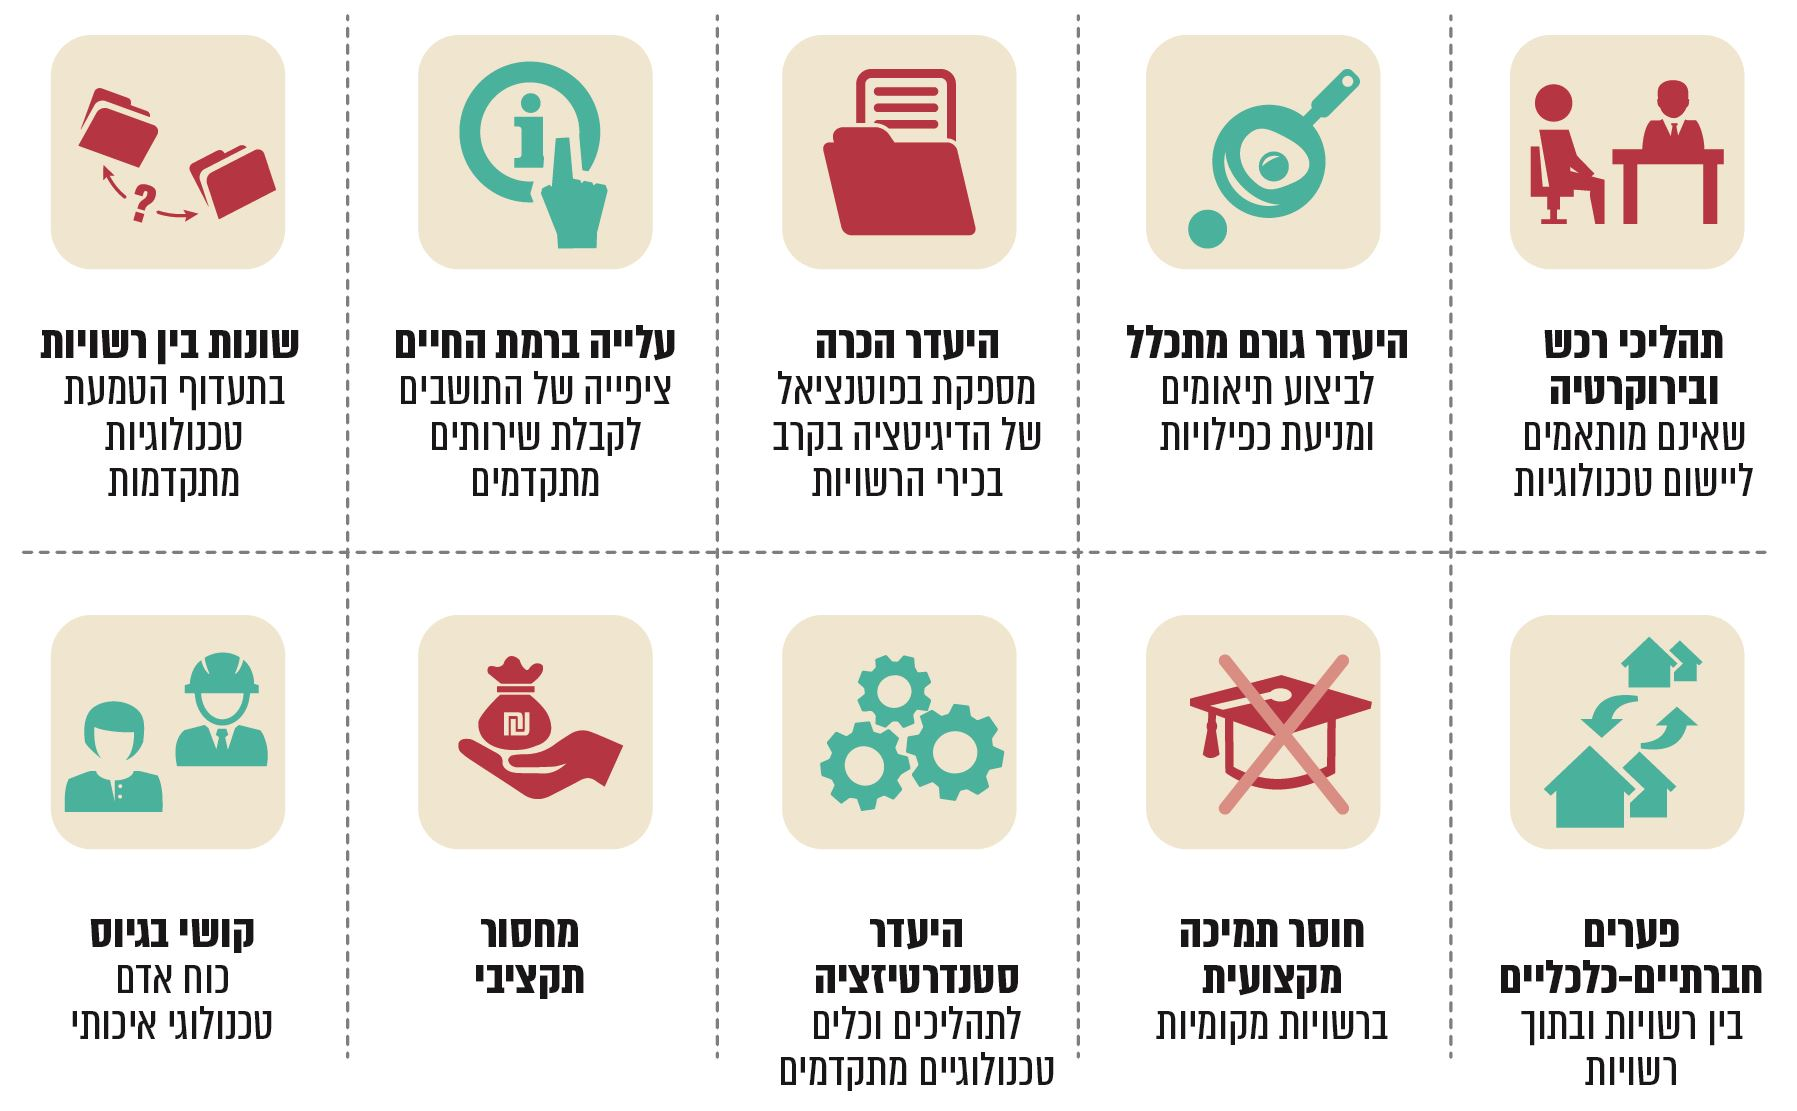 תהליכי רכש
ובירוקרטיה
שאינם מותאמים
ליישום טכנולוגיות
היעדר גורם מתכלל
לביצוע תיאומים
ומניעת כפילויות
היעדר הכרה
מספקת בפוטנציאל
של הדיגיטציה בקרב
בכירי הרשויות
עלייה ברמת החיים
ציפייה של התושבים
לקבלת שירותים
מתקדמים
שונות בין רשויות
בתעדוף הטמעת
טכנולוגיות
מתקדמות
פערים
חברתיים-כלכליים
בין רשויות ובתוך
רשויות
חוסר תמיכה
מקצועית
ברשויות מקומיות
היעדר
סטנדרטיזציה
לתהליכים וכלים
טכנולוגיים מתקדמים
מחסור
תקציבי
קושי בגיוס
כוח אדם
טכנולוגי איכותי
?
₪
i